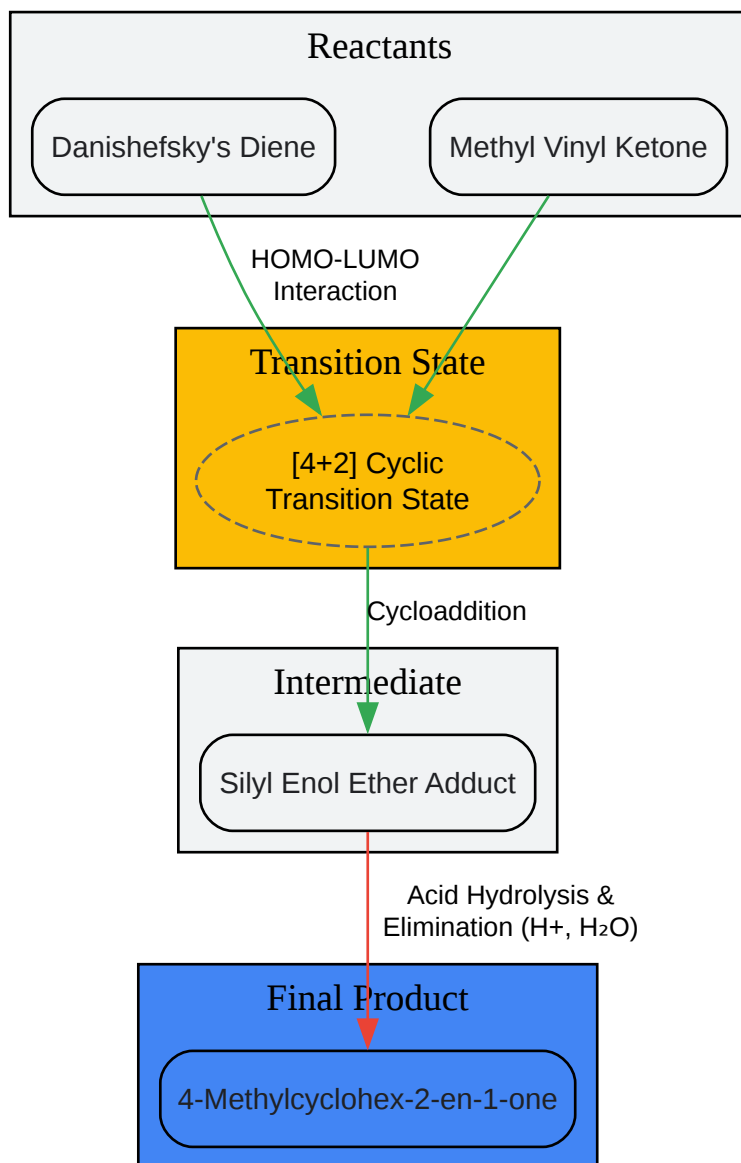 Reactants
Danishefsky's Diene
Methyl Vinyl Ketone
HOMO-LUMO
Interaction
Transition State
[4+2] Cyclic
Transition State
Cycloaddition
Intermediate
Silyl Enol Ether Adduct
Acid Hydrolysis &
Elimination (H+, H₂O)
Final Product
4-Methylcyclohex-2-en-1-one